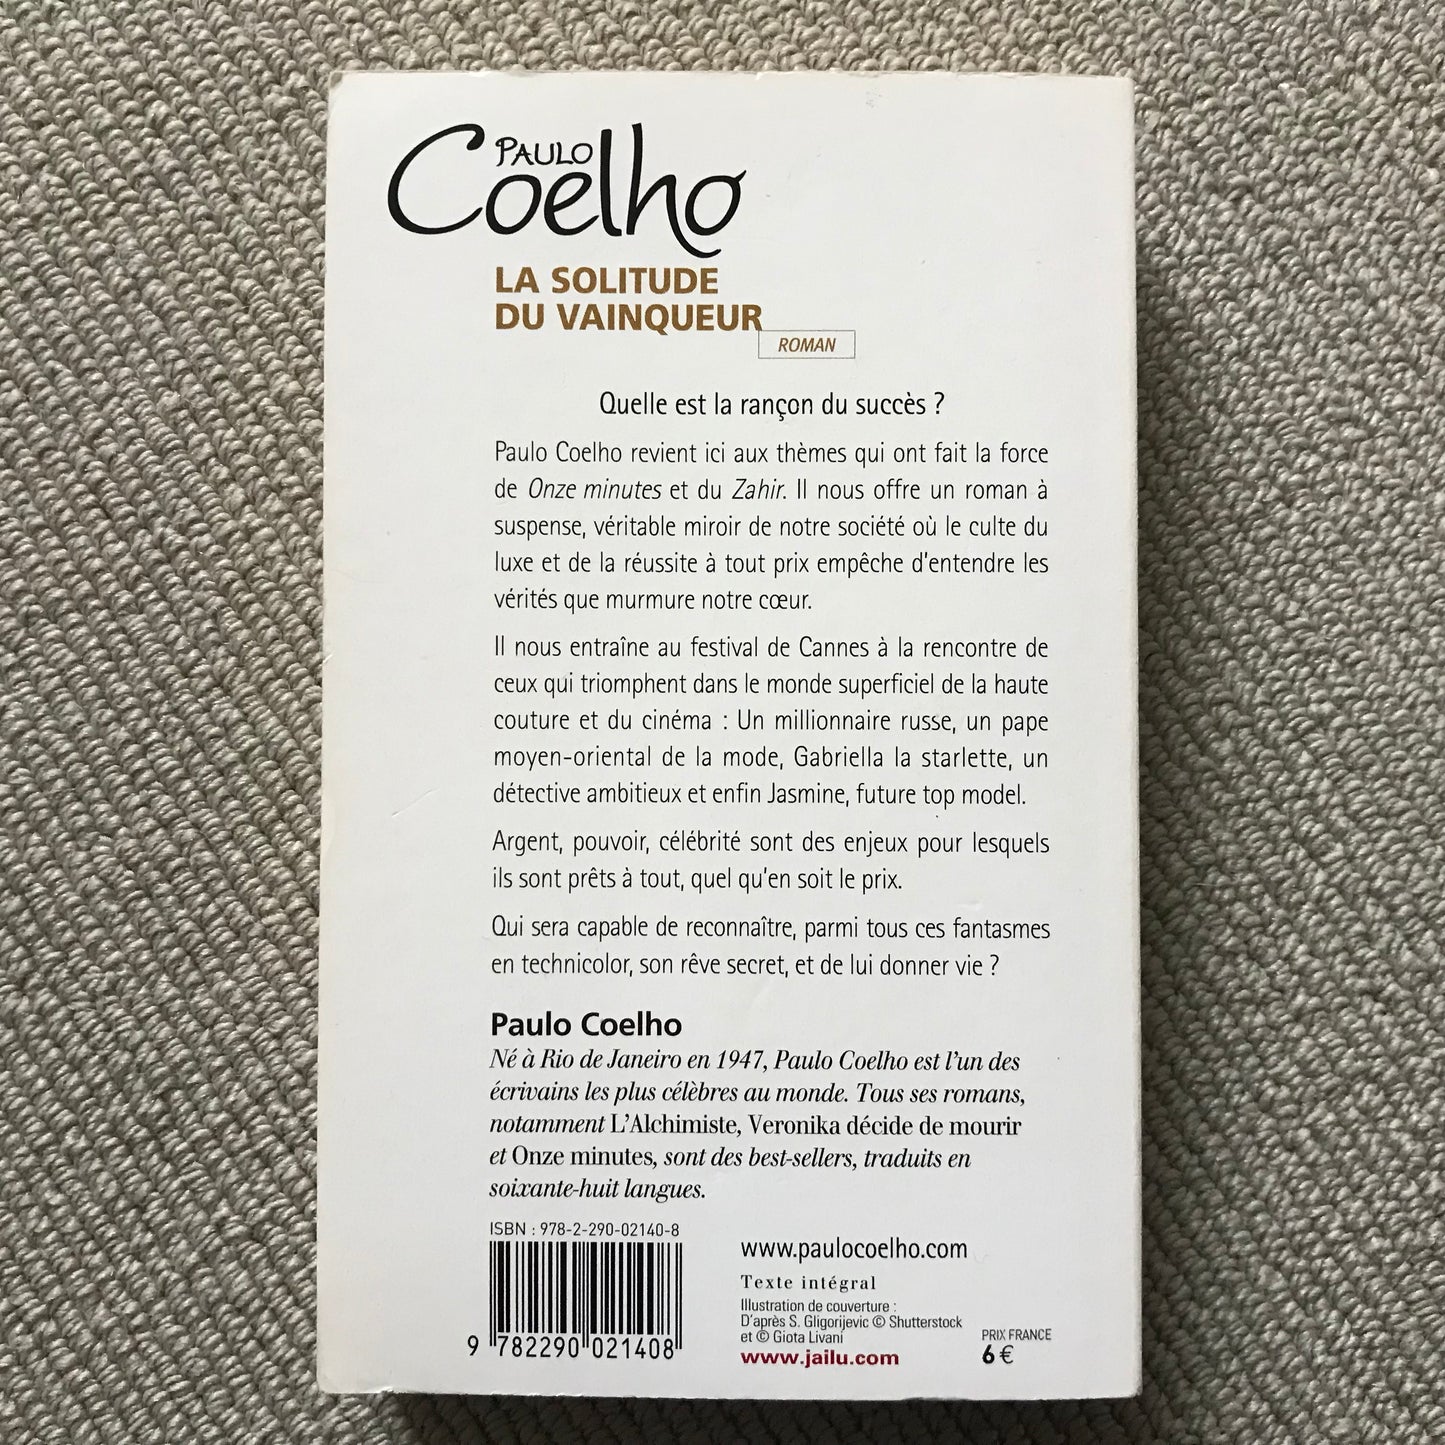 PAULO
Coelho
LA SOLITUDE
DU VAINQUEUR
ROMAN
Quelle est la rançon du succès ?
Paulo Coelho revient ici aux thèmes qui ont fait la force
de Onze minutes et du Zahir. Il nous offre un roman à
suspense, véritable miroir de notre société où le culte du
luxe et de la réussite à tout prix empêche d'entendre les
vérités que murmure notre cœur.
Il nous entraîne au festival de Cannes à la rencontre de
ceux qui triomphent dans le monde superficiel de la haute
couture et du cinéma : Un millionnaire russe, un pape
moyen-oriental de la mode, Gabriella la starlette, un
détective ambitieux et enfin Jasmine, future top model.
Argent, pouvoir, célébrité sont des enjeux pour lesquels
ils sont prêts à tout, quel qu'en soit le prix.
Qui sera capable de reconnaître, parmi tous ces fantasmes
en technicolor, son rêve secret, et de lui donner vie ?
Paulo Coelho
Né à Rio de Janeiro en 1947, Paulo Coelho est l'un des
écrivains les plus célèbres au monde. Tous ses romans,
notamment L'Alchimiste, Veronika décide de mourir
et Onze minutes, sont des best-sellers, traduits en
soixante-huit langues.
ISBN : 978-2-290-02140-8
9 782290 021408
www.paulocoelho.com
Texte intégral
Illustration de couverture :
D'après S. Gligorijevic © Shutterstock
et © Giota Livani
www.jailu.com
PRIX FRANCE
6 €